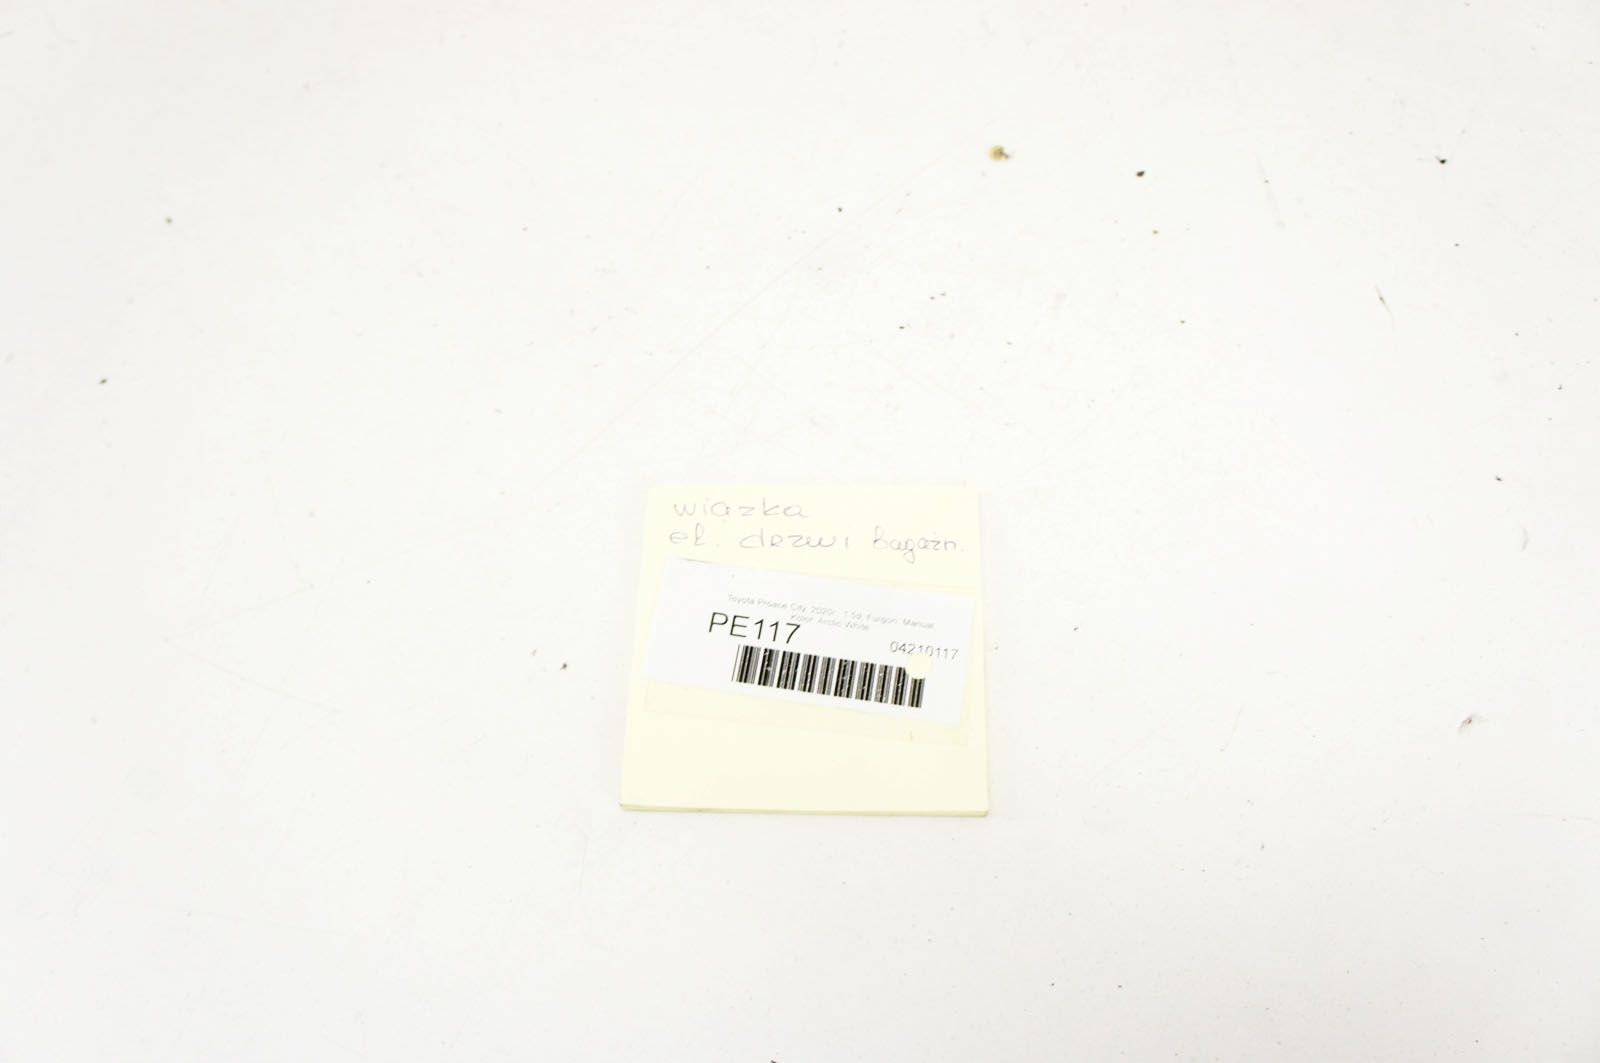 wiązka
el. drzwi bagażn.
Toyota Proace City, 2020r., 1.5d, Furgon, Manual,
Kolor: Arctic White
PE117
04210117